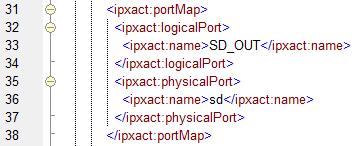 31 <ipxact:portMap>
32 <ipxact:logicalPort>
33 <ipxact:name>SD_OUT</ipxact:name>
34 </ipxact:logicalPort>
35 <ipxact:physicalPort>
36 <ipxact:name>sd</ipxact:name>
37 </ipxact:physicalPort>
38 </ipxact:portMap>